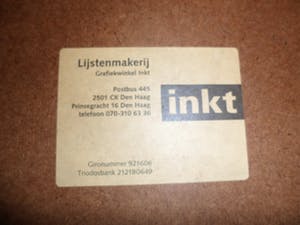 Lijstenmakerij
Grafiekwinkel Inkt
Postbus 445
2501 CK Den Haag
Prinsegracht 16 Den Haag
telefoon 070-310 63 36
inkt
Gironummer 921606
Triodosbank 212180649